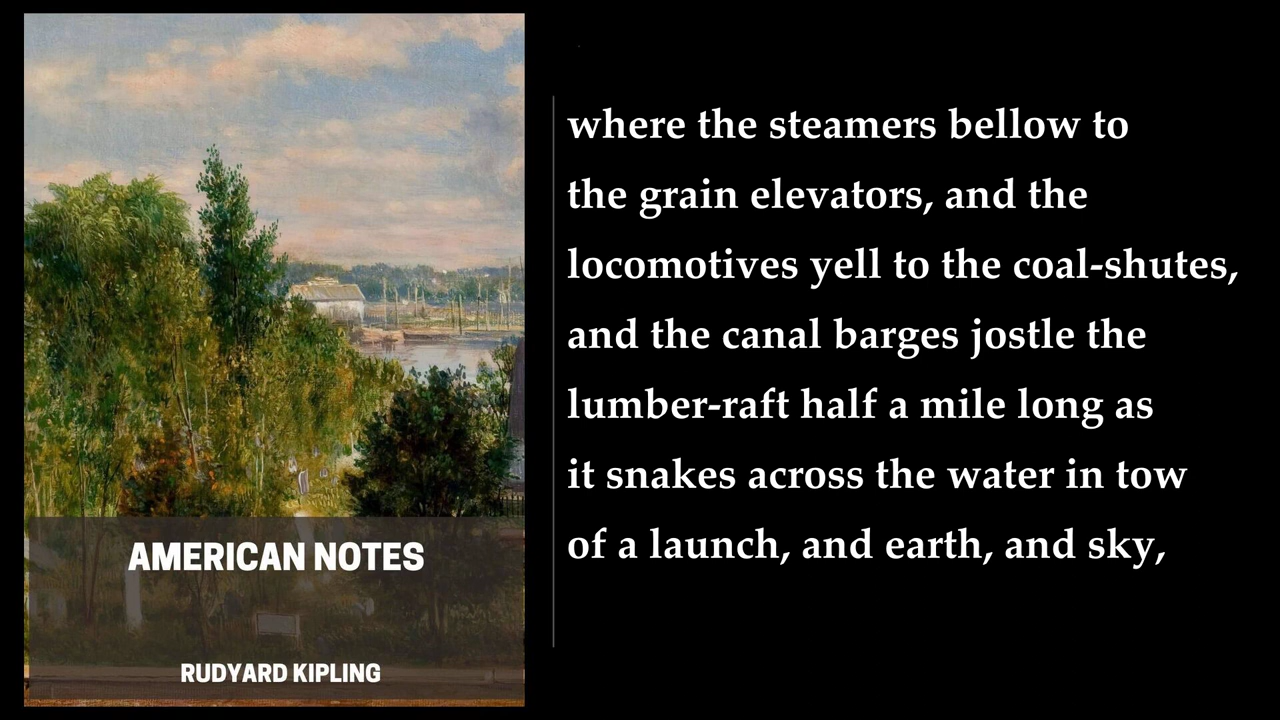 AMERICAN NOTES
RUDYARD KIPLING
where the steamers bellow to
the grain elevators, and the
locomotives yell to the coal-shutes,
and the canal barges jostle the
lumber-raft half a mile long as
it snakes across the water in tow
of a launch, and earth, and sky,